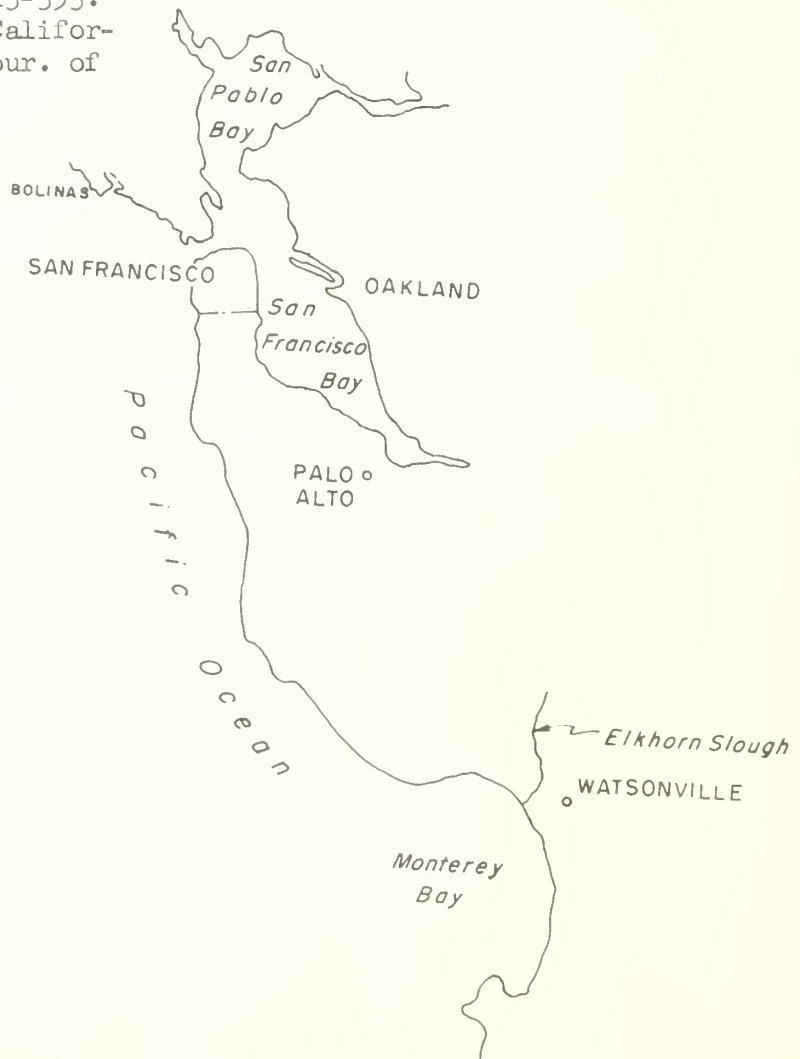 Califor-
our. of
San
Pablo
Bay
BOLINAS
SAN FRANCISCO
OAKLAND
San
Francisco
Bay
PALO
ALTO
Pacific
Ocean
Elkhorn Slough
WATSONVILLE
Monterey
Bay